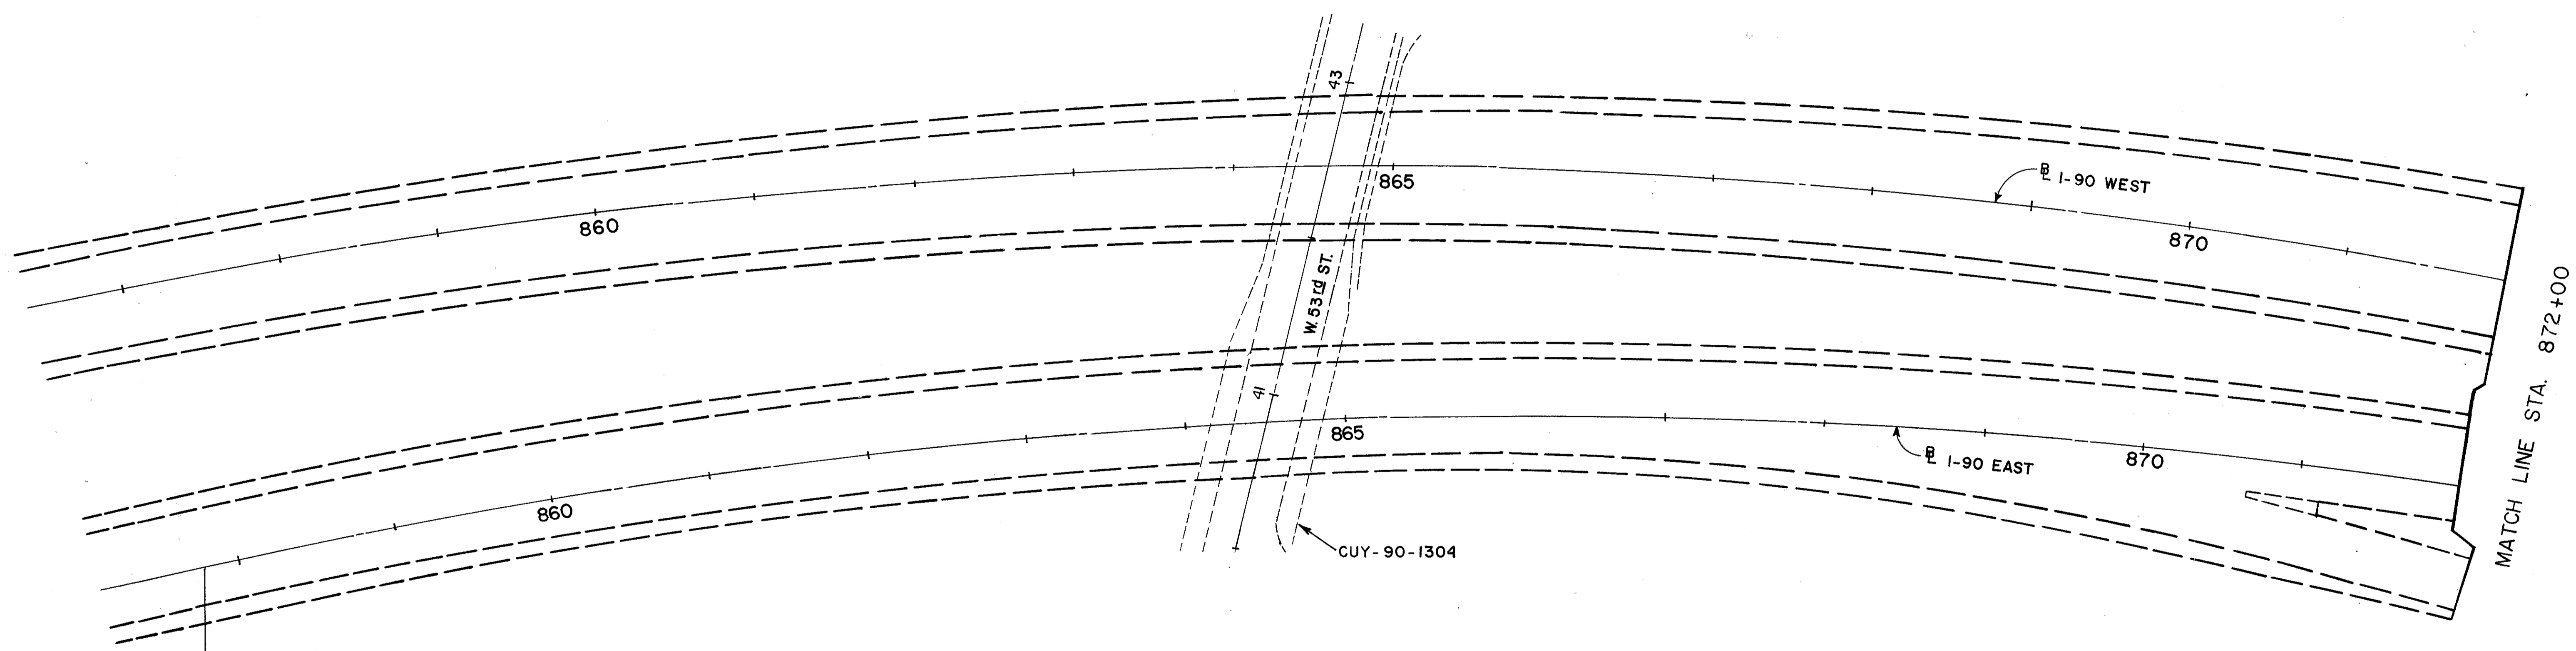 43
865
860
℄ I-90 WEST
870
W. 53rd ST.
MATCH LINE STA. 872+00
41
865
860
℄ I-90 EAST
870
CUY-90-1304